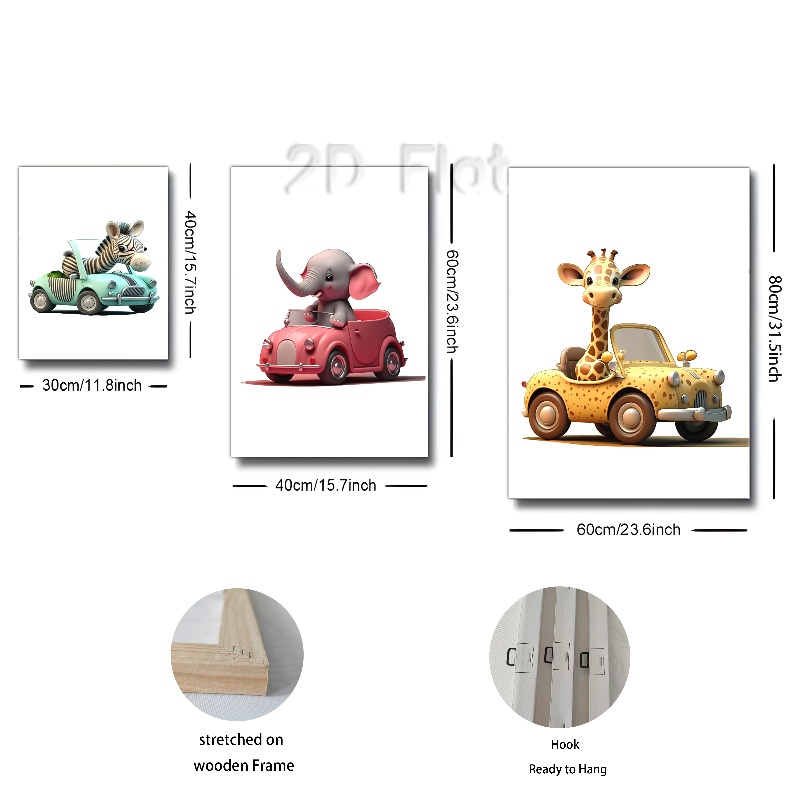 2D Flat
40cm/15.7inch
30cm/11.8inch
60cm/23.6inch
40cm/15.7inch
80cm/31.5inch
60cm/23.6inch
stretched on
wooden Frame
Hook
Ready to Hang